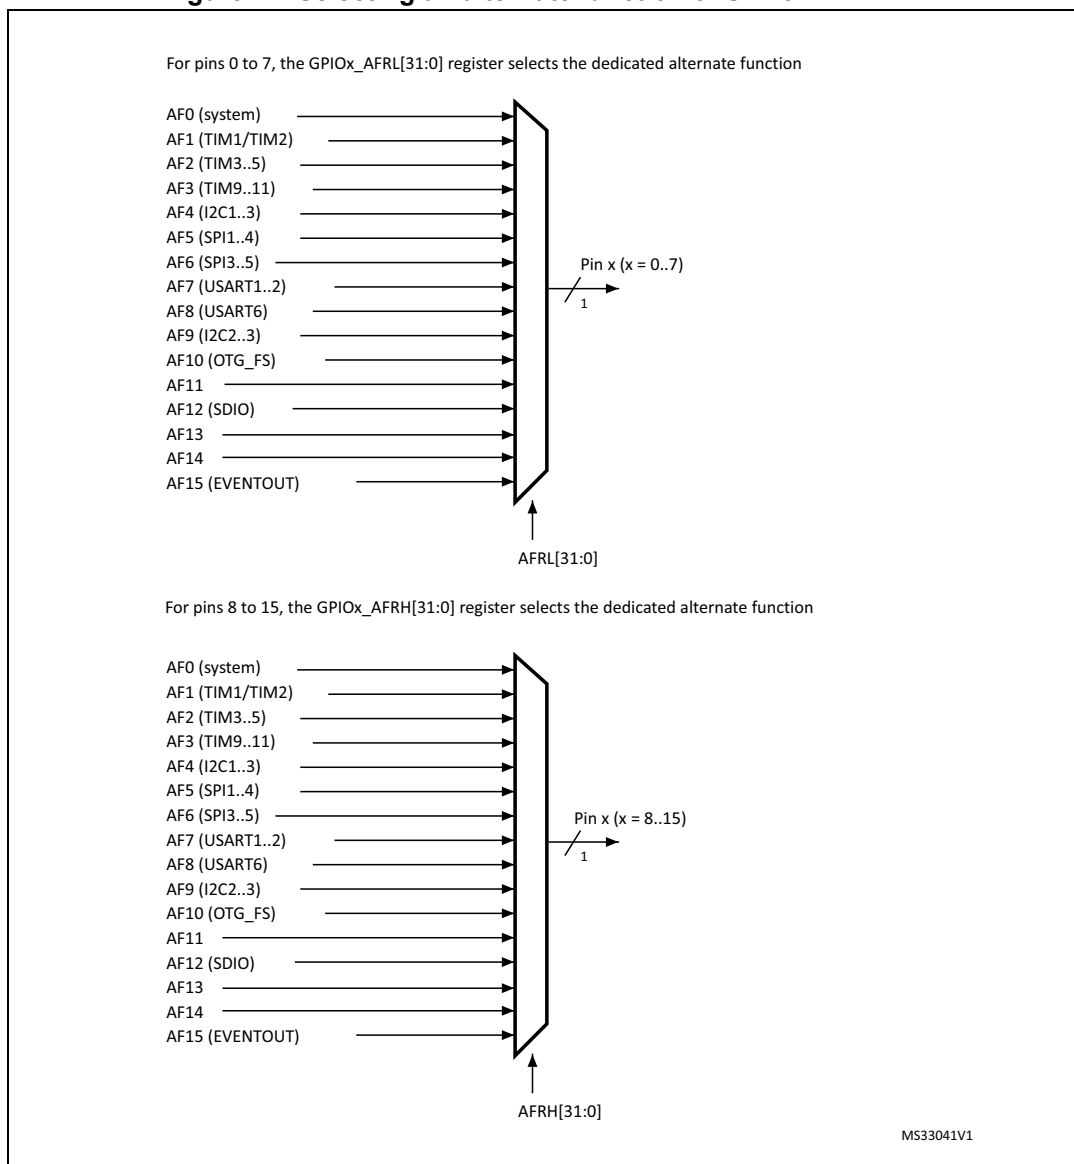 For pins 0 to 7, the GPIOx_AFRL[31:0] register selects the dedicated alternate function
AF0 (system)
AF1 (TIM1/TIM2)
AF2 (TIM3..5)
AF3 (TIM9..11)
AF4 (I2C1..3)
AF5 (SPI1..4)
AF6 (SPI3..5)
AF7 (USART1..2)
AF8 (USART6)
AF9 (I2C2..3)
AF10 (OTG_FS)
AF11
AF12 (SDIO)
AF13
AF14
AF15 (EVENTOUT)
Pin x (x = 0..7)
1
AFRL[31:0]
For pins 8 to 15, the GPIOx_AFRH[31:0] register selects the dedicated alternate function
AF0 (system)
AF1 (TIM1/TIM2)
AF2 (TIM3..5)
AF3 (TIM9..11)
AF4 (I2C1..3)
AF5 (SPI1..4)
AF6 (SPI3..5)
AF7 (USART1..2)
AF8 (USART6)
AF9 (I2C2..3)
AF10 (OTG_FS)
AF11
AF12 (SDIO)
AF13
AF14
AF15 (EVENTOUT)
Pin x (x = 8..15)
1
AFRH[31:0]
MS33041V1